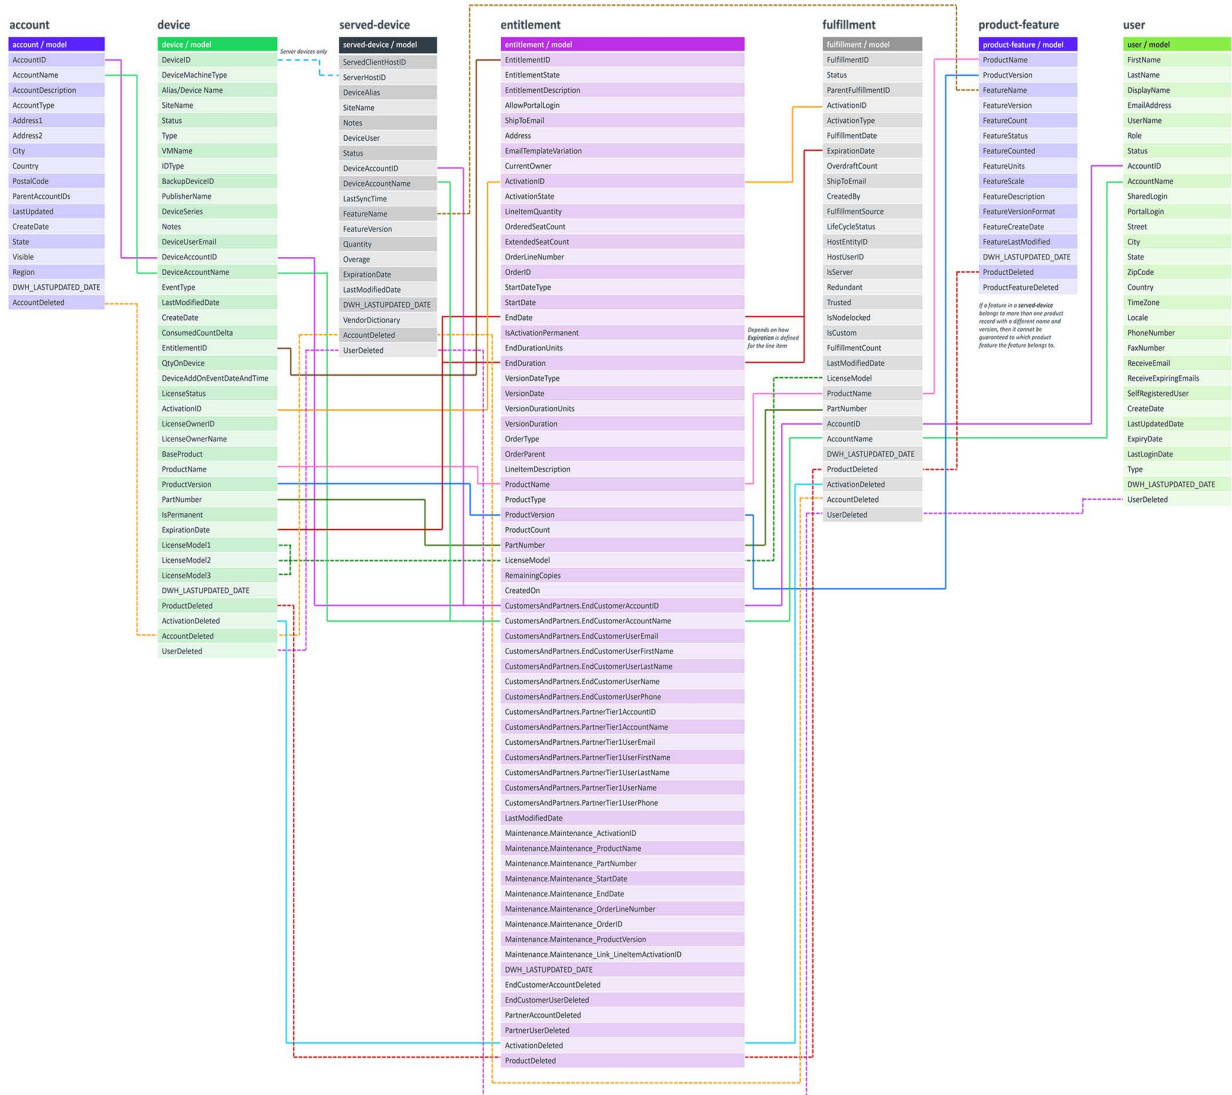 account
account / model
AccountID
AccountName
AccountDescription
AccountType
Address1
Address2
City
Country
PostalCode
ParentAccountIDs
LastUpdated
CreateDate
State
Visible
Region
DWH_LASTUPDATED_DATE
AccountDeleted
device
device / model
Server devices only
DeviceID
DeviceMachineType
Alias/Device Name
SiteName
Status
Type
VMName
IDType
BackupDeviceID
PublisherName
DeviceSeries
Notes
DeviceUserEmail
DeviceAccountID
DeviceAccountName
EventType
LastModifiedDate
CreateDate
ConsumedCountDelta
EntitlementID
QtyOnDevice
DeviceAddOnEventDateAndTime
LicenseStatus
ActivationID
LicenseOwnerID
LicenseOwnerName
BaseProduct
ProductName
ProductVersion
PartNumber
IsPermanent
ExpirationDate
LicenseModel1
LicenseModel2
LicenseModel3
DWH_LASTUPDATED_DATE
ProductDeleted
ActivationDeleted
AccountDeleted
UserDeleted
served-device
served-device / model
ServedClientHostID
ServerHostID
DeviceAlias
SiteName
Notes
DeviceUser
Status
DeviceAccountID
DeviceAccountName
LastSyncTime
FeatureName
FeatureVersion
Quantity
Overage
ExpirationDate
LastModifiedDate
DWH_LASTUPDATED_DATE
VendorDictionary
AccountDeleted
UserDeleted
entitlement
entitlement / model
EntitlementID
EntitlementState
EntitlementDescription
AllowPortalLogin
ShipToEmail
Address
EmailTemplateVariation
CurrentOwner
ActivationID
ActivationState
LineItemQuantity
OrderedSeatCount
ExtendedSeatCount
OrderLineNumber
OrderID
StartDateType
StartDate
EndDate
IsActivationPermanent
EndDurationUnits
EndDuration
VersionDateType
VersionDate
VersionDurationUnits
VersionDuration
OrderType
OrderParent
LineItemDescription
ProductName
ProductType
ProductVersion
ProductCount
PartNumber
LicenseModel
RemainingCopies
CreatedOn
CustomersAndPartners.EndCustomerAccountID
CustomersAndPartners.EndCustomerAccountName
CustomersAndPartners.EndCustomerUserEmail
CustomersAndPartners.EndCustomerUserFirstName
CustomersAndPartners.EndCustomerUserLastName
CustomersAndPartners.EndCustomerUserName
CustomersAndPartners.EndCustomerUserPhone
CustomersAndPartners.PartnerTier1AccountID
CustomersAndPartners.PartnerTier1AccountName
CustomersAndPartners.PartnerTier1UserEmail
CustomersAndPartners.PartnerTier1UserFirstName
CustomersAndPartners.PartnerTier1UserLastName
CustomersAndPartners.PartnerTier1UserName
CustomersAndPartners.PartnerTier1UserPhone
LastModifiedDate
Maintenance.Maintenance_ActivationID
Maintenance.Maintenance_ProductName
Maintenance.Maintenance_PartNumber
Maintenance.Maintenance_StartDate
Maintenance.Maintenance_EndDate
Maintenance.Maintenance_OrderLineNumber
Maintenance.Maintenance_OrderID
Maintenance.Maintenance_ProductVersion
Maintenance.Maintenance_Link_LineItemActivationID
DWH_LASTUPDATED_DATE
EndCustomerAccountDeleted
EndCustomerUserDeleted
PartnerAccountDeleted
PartnerUserDeleted
ActivationDeleted
ProductDeleted
Depends on how
Expiration is defined
for the line item
fulfillment
fulfillment / model
FulfillmentID
Status
ParentFulfillmentID
ActivationID
ActivationType
FulfillmentDate
ExpirationDate
OverdraftCount
ShipToEmail
CreatedBy
FulfillmentSource
LifeCycleStatus
HostEntityID
HostUserID
IsServer
Redundant
Trusted
IsNodelocked
IsCustom
FulfillmentCount
LastModifiedDate
LicenseModel
ProductName
PartNumber
AccountID
AccountName
DWH_LASTUPDATED_DATE
ProductDeleted
ActivationDeleted
AccountDeleted
UserDeleted
product-feature
product-feature / model
ProductName
ProductVersion
FeatureName
FeatureVersion
FeatureCount
FeatureStatus
FeatureCounted
FeatureUnits
FeatureScale
FeatureDescription
FeatureVersionFormat
FeatureCreateDate
FeatureLastModified
DWH_LASTUPDATED_DATE
ProductDeleted
ProductFeatureDeleted
If a feature in a served-device
belongs to more than one product
record with a different name and
version, then it cannot be
guaranteed to which product
feature the feature belongs to.
user
user / model
FirstName
LastName
DisplayName
EmailAddress
UserName
Role
Status
AccountID
AccountName
SharedLogin
PortalLogin
Street
City
State
ZipCode
Country
TimeZone
Locale
PhoneNumber
FaxNumber
ReceiveEmail
ReceiveExpiringEmails
SelfRegisteredUser
CreateDate
LastUpdatedDate
ExpiryDate
LastLoginDate
Type
DWH_LASTUPDATED_DATE
UserDeleted